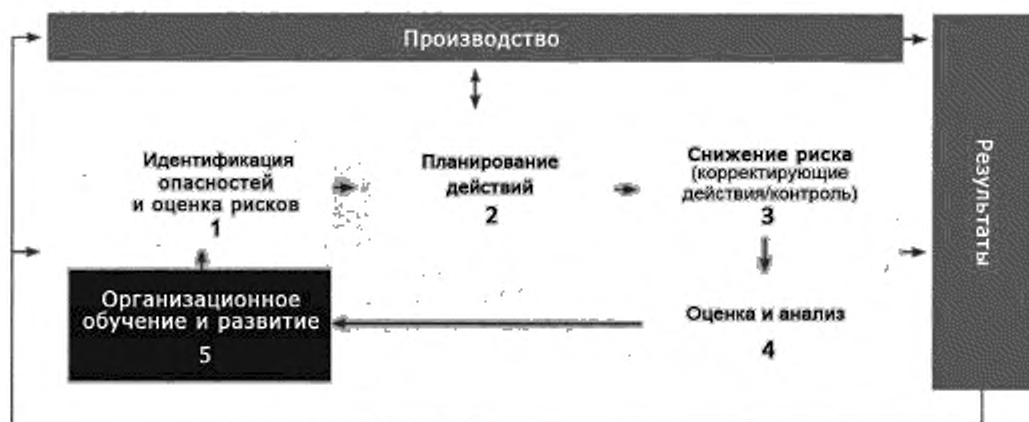 Производство
Идентификация
опасностей
и оценка рисков
1
Планирование
действий
2
Снижение риска
(корректирующие
действия/контроль)
3
Результаты
Организационное
обучение и развитие
5
Оценка и анализ
4